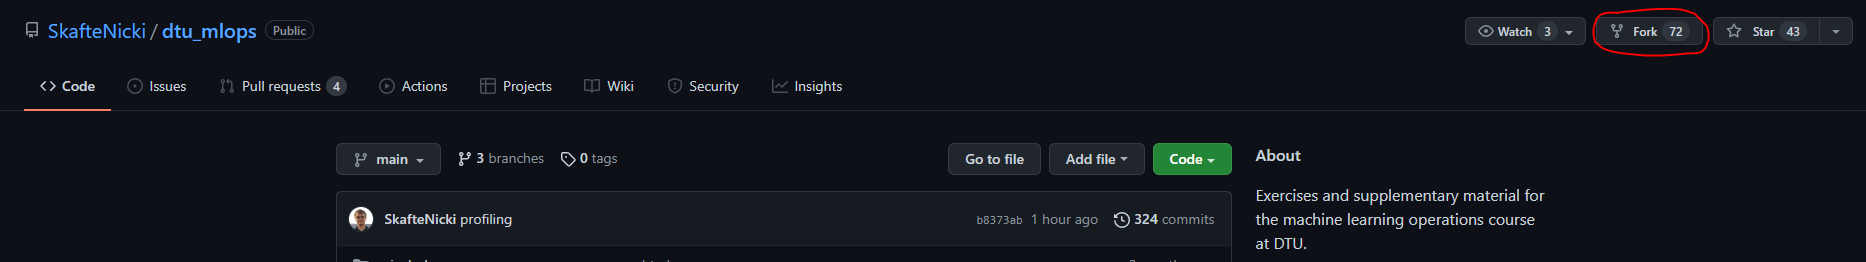 SkafteNicki / dtu_mlops Public Watch 3 Fork 72 Star 43
Code Issues Pull requests 4 Actions Projects Wiki Security Insights
main 3 branches 0 tags Go to file Add file Code
SkafteNicki profiling b8373ab 1 hour ago 324 commits
About
Exercises and supplementary material for
the machine learning operations course
at DTU.